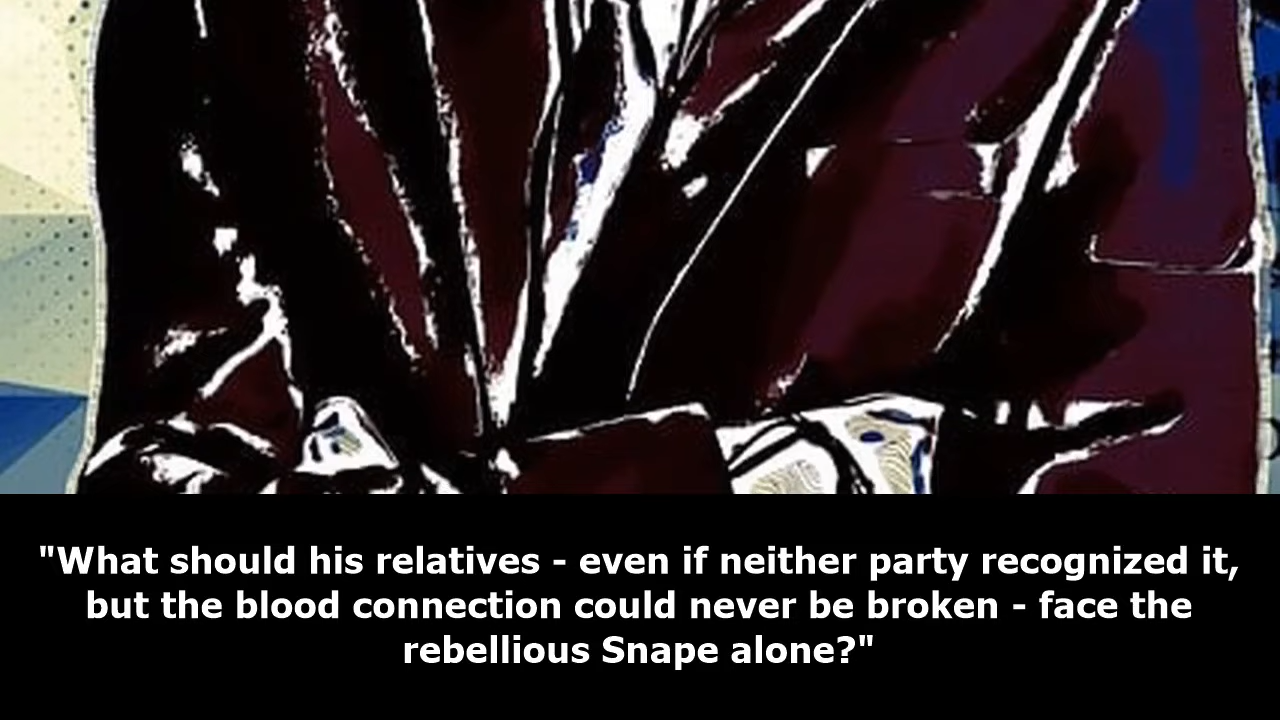 "What should his relatives - even if neither party recognized it,
but the blood connection could never be broken - face the
rebellious Snape alone?"